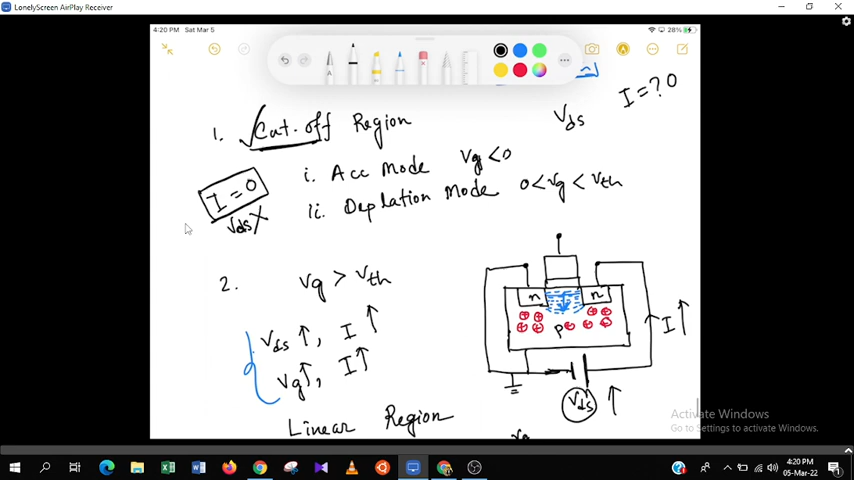 LonelyScreen AirPlay Receiver
4:20 PM Sat Mar 5
28%
I = ? 0
1. Cut-off Region
Vds
i. Acc Mode Vg < 0
I = 0
ii. Deplation Mode 0 < Vg < Vth
Vds X
2. Vg > Vth
n n
P
Vds ↑, I ↑
I ↑
Vg ↑, I ↑
Vds ↑
Linear Region
Activate Windows
Go to Settings to activate Windows.
4:20 PM
05-Mar-22